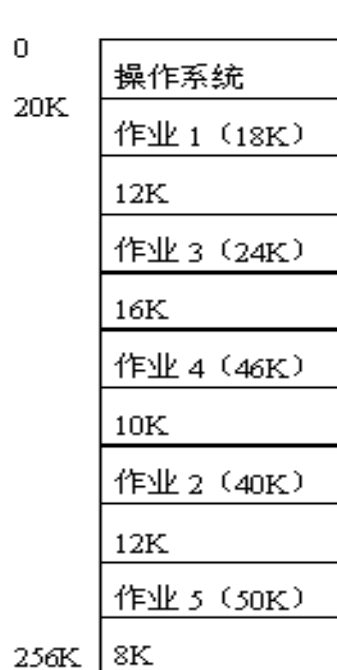 0
操作系统
20K
作业 1（18K）
12K
作业 3（24K）
16K
作业 4（46K）
10K
作业 2（40K）
12K
作业 5（50K）
256K 8K